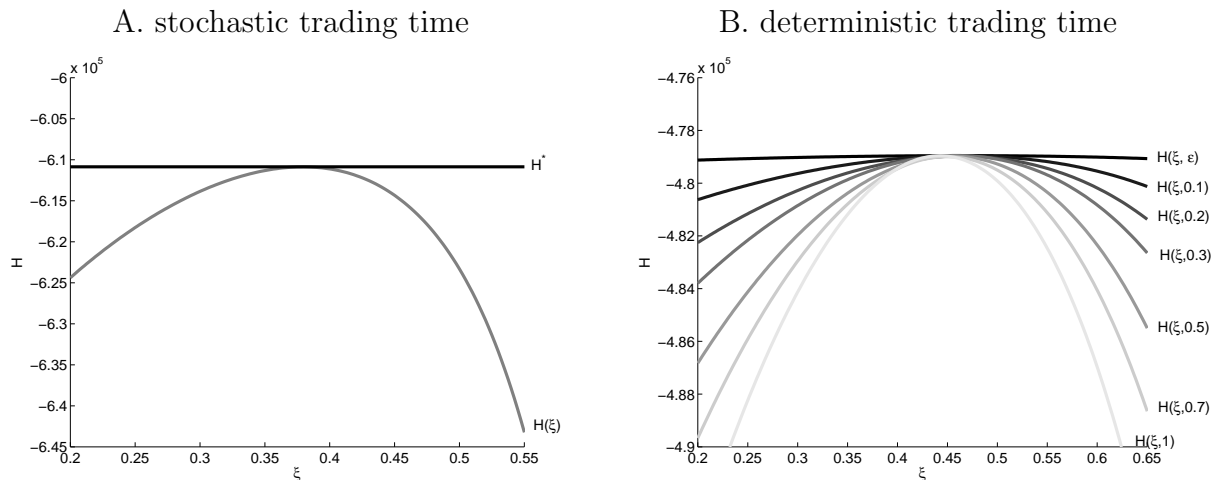 A. stochastic trading time
x 10⁵
−6
−6.05
−6.1
−6.15
−6.2
−6.25
−6.3
−6.35
−6.4
−6.45
H
0.2 0.25 0.3 0.35 0.4 0.45 0.5 0.55
ξ
H*
H(ξ)
B. deterministic trading time
x 10⁵
−4.76
−4.78
−4.8
−4.82
−4.84
−4.86
−4.88
−4.9
H
0.2 0.25 0.3 0.35 0.4 0.45 0.5 0.55 0.6 0.65
ξ
H(ξ, ε)
H(ξ,0.1)
H(ξ,0.2)
H(ξ,0.3)
H(ξ,0.5)
H(ξ,0.7)
H(ξ,1)